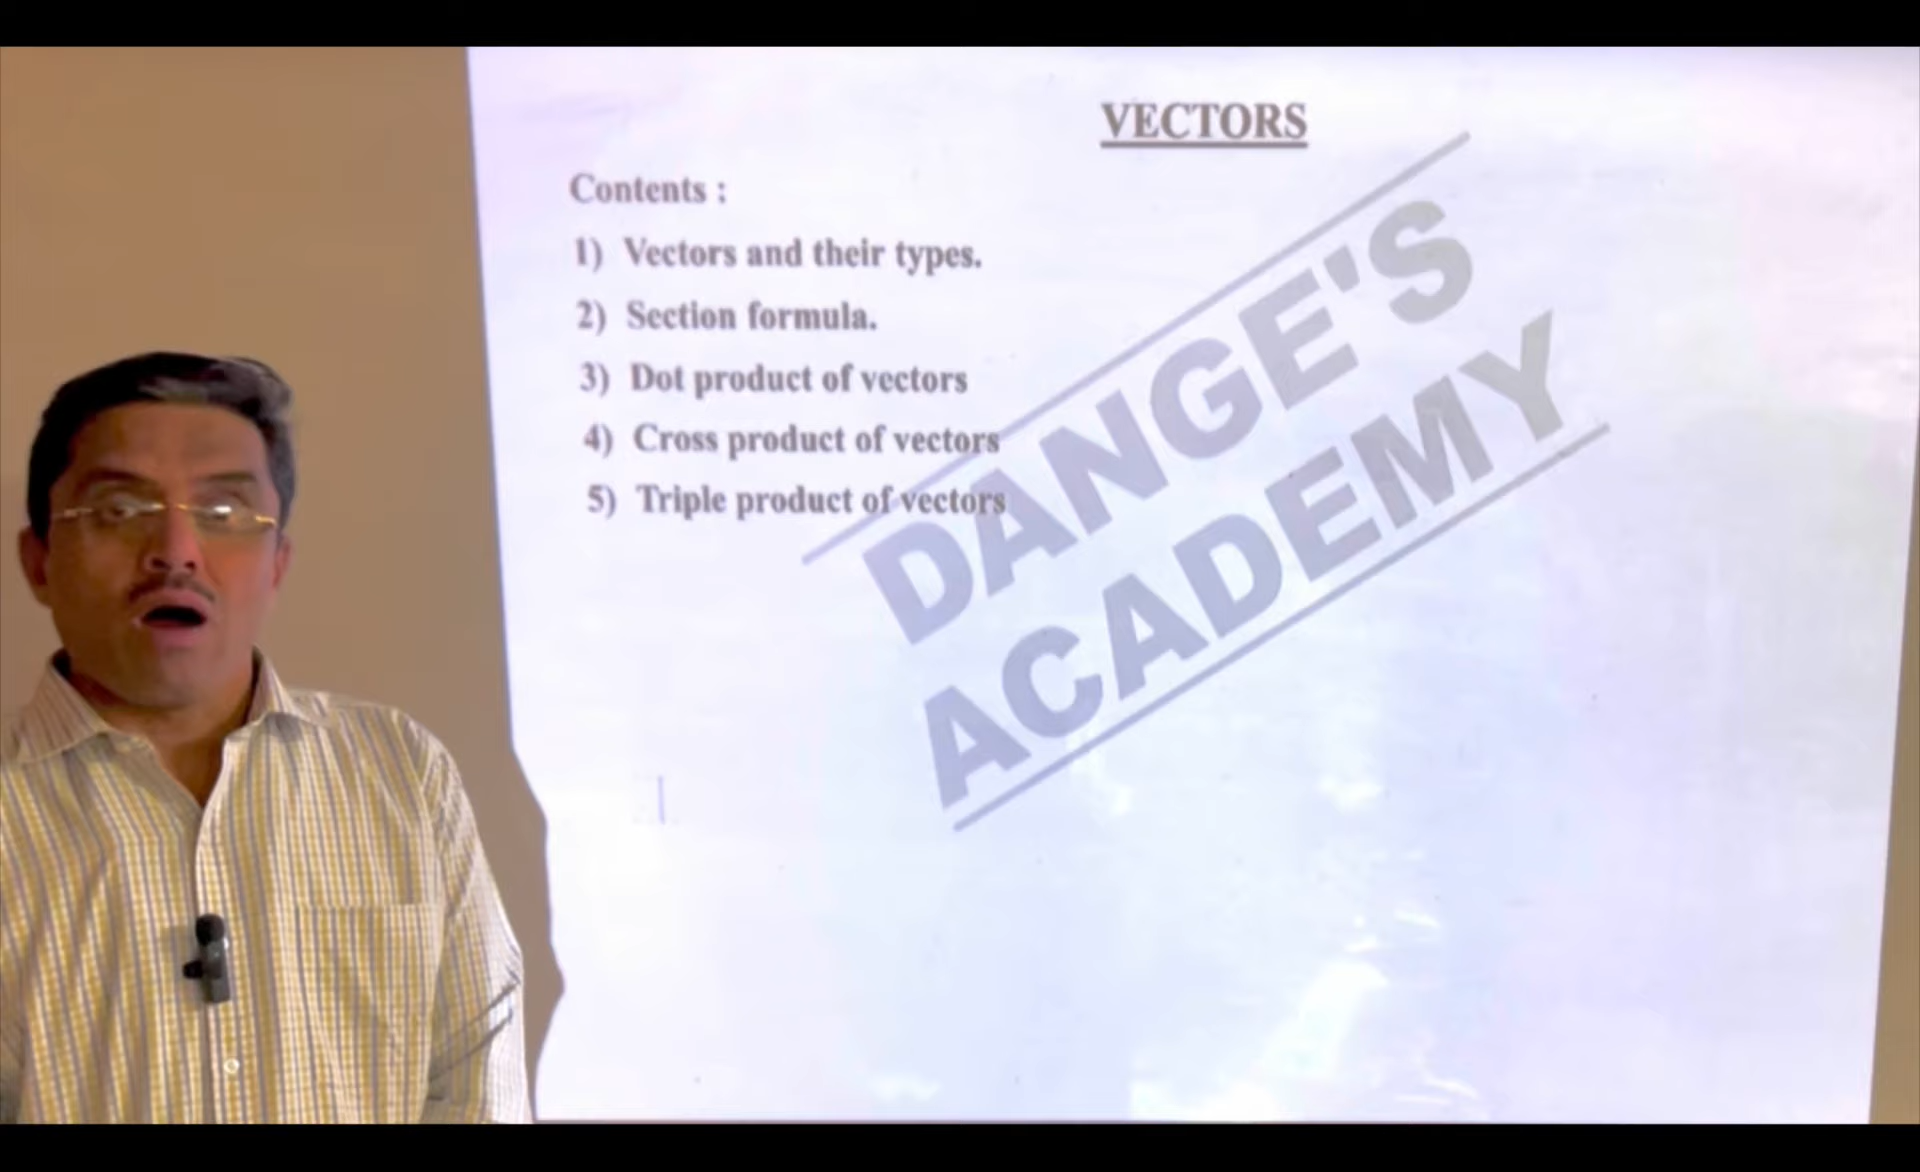 VECTORS
Contents :
1) Vectors and their types.
2) Section formula.
3) Dot product of vectors
4) Cross product of vectors
5) Triple product of vectors
DANGE'S
ACADEMY